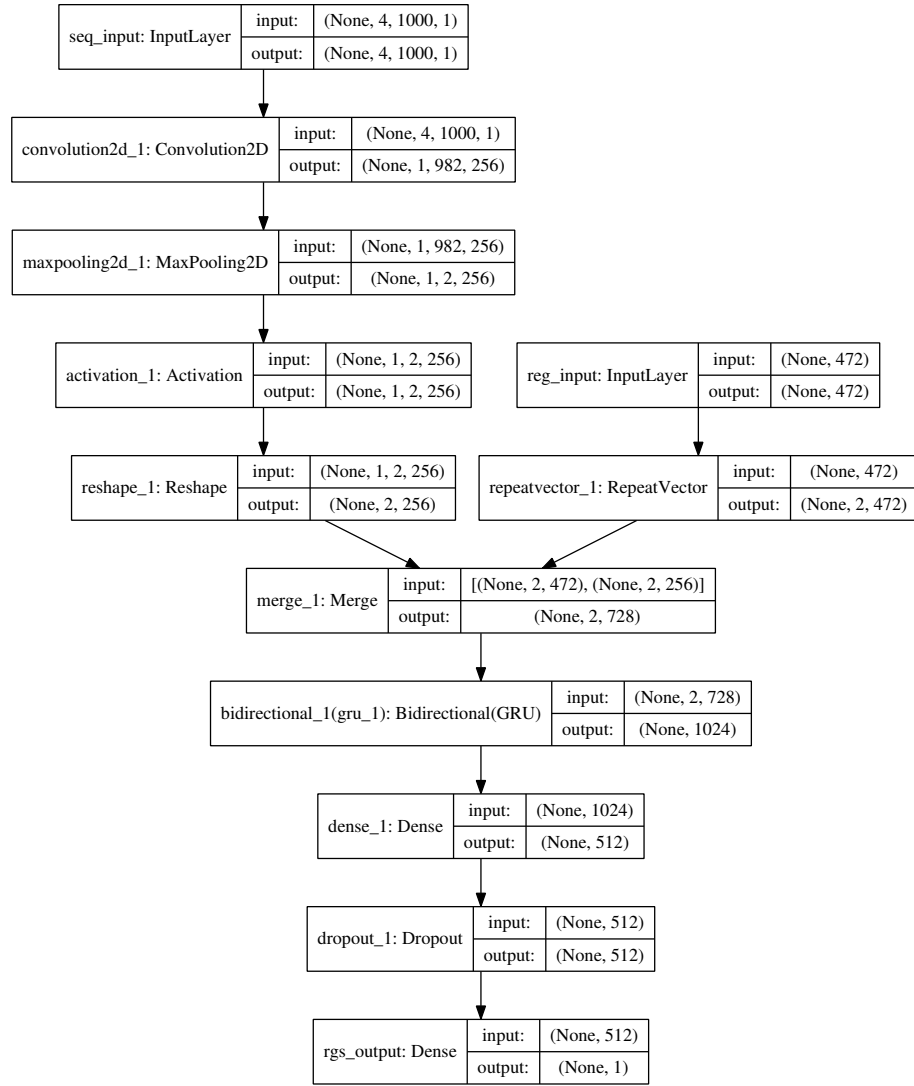 seq_input: InputLayer
input: (None, 4, 1000, 1)
output: (None, 4, 1000, 1)
convolution2d_1: Convolution2D
input: (None, 4, 1000, 1)
output: (None, 1, 982, 256)
maxpooling2d_1: MaxPooling2D
input: (None, 1, 982, 256)
output: (None, 1, 2, 256)
activation_1: Activation
input: (None, 1, 2, 256)
output: (None, 1, 2, 256)
reg_input: InputLayer
input: (None, 472)
output: (None, 472)
reshape_1: Reshape
input: (None, 1, 2, 256)
output: (None, 2, 256)
repeatvector_1: RepeatVector
input: (None, 472)
output: (None, 2, 472)
merge_1: Merge
input: [(None, 2, 472), (None, 2, 256)]
output: (None, 2, 728)
bidirectional_1(gru_1): Bidirectional(GRU)
input: (None, 2, 728)
output: (None, 1024)
dense_1: Dense
input: (None, 1024)
output: (None, 512)
dropout_1: Dropout
input: (None, 512)
output: (None, 512)
rgs_output: Dense
input: (None, 512)
output: (None, 1)